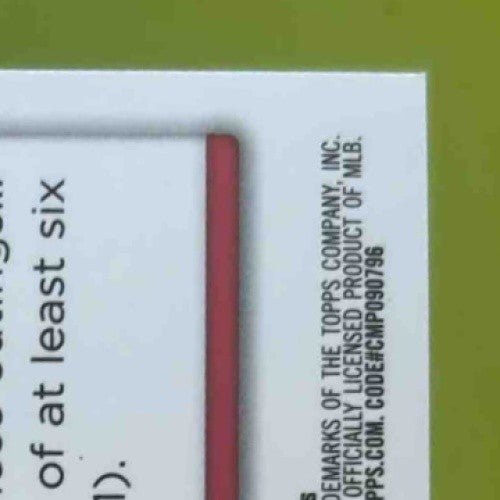 of at least six
1).
DEMARKS OF THE TOPPS COMPANY, INC.
OFFICIALLY LICENSED PRODUCT OF MLB.
PPS.COM. CODE#CMP090796